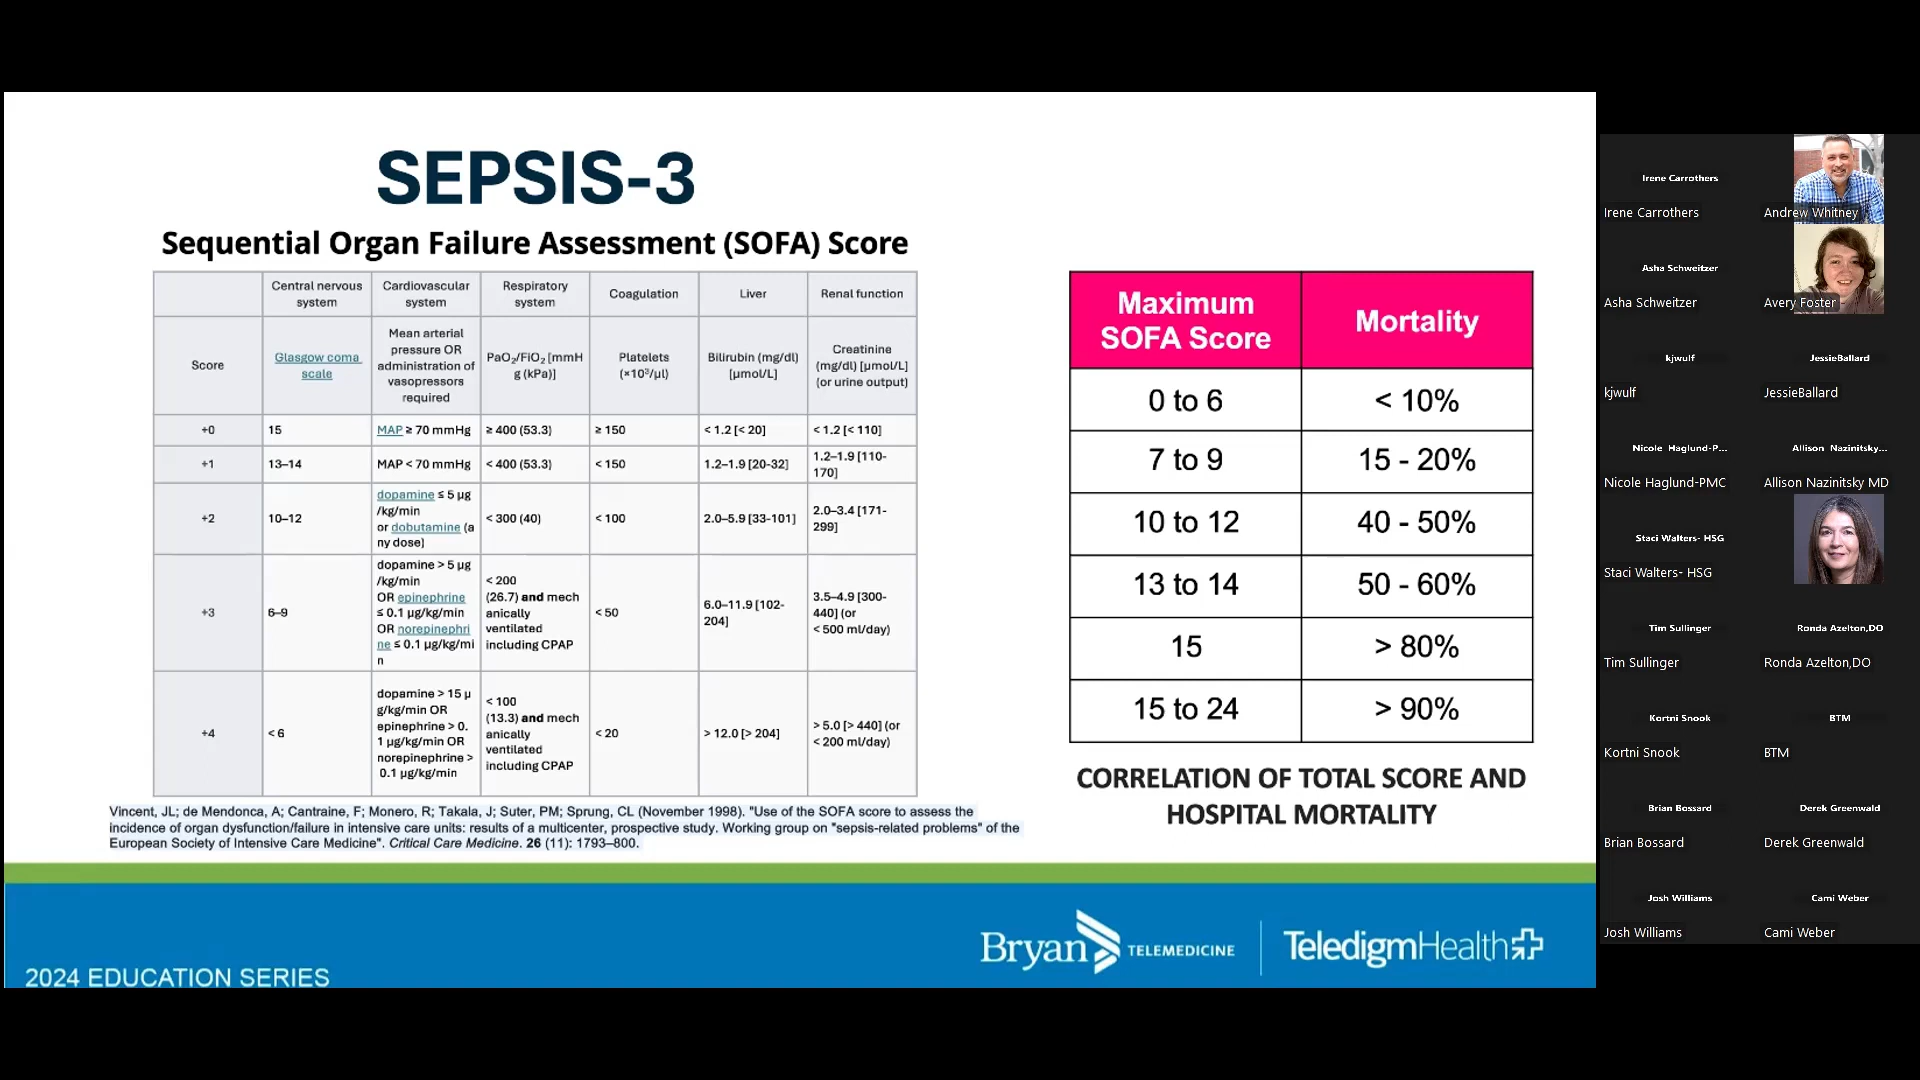 SEPSIS-3
Sequential Organ Failure Assessment (SOFA) Score
Central nervous
system
Cardiovascular
system
Respiratory
system
Coagulation
Liver
Renal function
Score
Glasgow coma
scale
Mean arterial
pressure OR
administration of
vasopressors
required
PaO₂/FiO₂ [mmH
g (kPa)]
Platelets
(×10³/µl)
Bilirubin (mg/dl)
[µmol/L]
Creatinine
(mg/dl) [µmol/L]
(or urine output)
+0
15
MAP ≥ 70 mmHg
≥ 400 (53.3)
≥ 150
< 1.2 [< 20]
< 1.2 [< 110]
+1
13–14
MAP < 70 mmHg
< 400 (53.3)
< 150
1.2–1.9 [20-32]
1.2–1.9 [110-
170]
+2
10–12
dopamine ≤ 5 µg
/kg/min
or dobutamine (a
ny dose)
< 300 (40)
< 100
2.0–5.9 [33-101]
2.0–3.4 [171-
299]
+3
6–9
dopamine > 5 µg
/kg/min
OR epinephrine
≤ 0.1 µg/kg/min
OR norepinephri
ne ≤ 0.1 µg/kg/mi
n
< 200
(26.7) and mech
anically
ventilated
including CPAP
< 50
6.0–11.9 [102-
204]
3.5–4.9 [300-
440] (or
< 500 ml/day)
+4
< 6
dopamine > 15 µ
g/kg/min OR
epinephrine > 0.
1 µg/kg/min OR
norepinephrine >
0.1 µg/kg/min
< 100
(13.3) and mech
anically
ventilated
including CPAP
< 20
> 12.0 [> 204]
> 5.0 [> 440] (or
< 200 ml/day)
Vincent, JL; de Mendonca, A; Cantraine, F; Monero, R; Takala, J; Suter, PM; Sprung, CL (November 1998). "Use of the SOFA score to assess the
incidence of organ dysfunction/failure in intensive care units: results of a multicenter, prospective study. Working group on "sepsis-related problems" of the
European Society of Intensive Care Medicine". Critical Care Medicine. 26 (11): 1793–800.
Maximum
SOFA Score
Mortality
0 to 6
< 10%
7 to 9
15 - 20%
10 to 12
40 - 50%
13 to 14
50 - 60%
15
> 80%
15 to 24
> 90%
CORRELATION OF TOTAL SCORE AND
HOSPITAL MORTALITY
2024 EDUCATION SERIES
Bryan TELEMEDICINE
TeledigmHealth
Irene Carrothers
Irene Carrothers
Andrew Whitney
Asha Schweitzer
Asha Schweitzer
Avery Foster
kjwulf
kjwulf
JessieBallard
JessieBallard
Nicole Haglund-P...
Nicole Haglund-PMC
Allison Nazinitsky...
Allison Nazinitsky MD
Staci Walters- HSG
Staci Walters- HSG
Tim Sullinger
Tim Sullinger
Ronda Azelton,DO
Ronda Azelton,DO
Kortni Snook
Kortni Snook
BTM
BTM
Brian Bossard
Brian Bossard
Derek Greenwald
Derek Greenwald
Josh Williams
Josh Williams
Cami Weber
Cami Weber